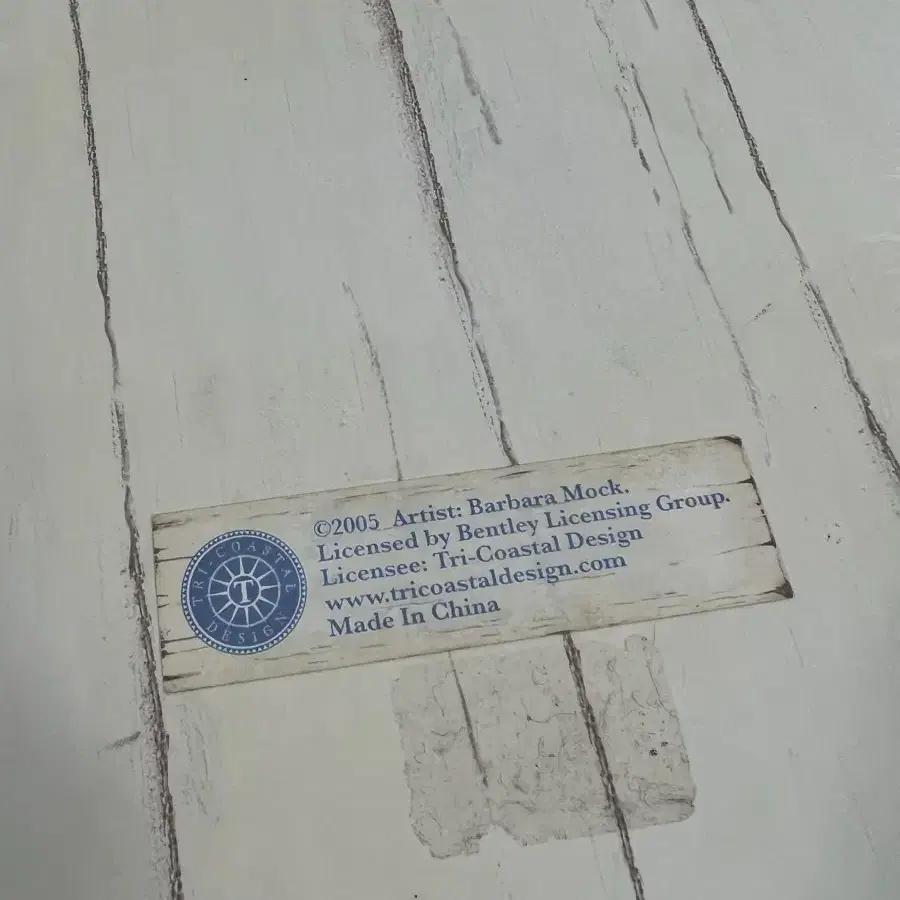 TRI-COASTAL
DESIGN
T
©2005 Artist: Barbara Mock.
Licensed by Bentley Licensing Group.
Licensee: Tri-Coastal Design
www.tricoastaldesign.com
Made In China